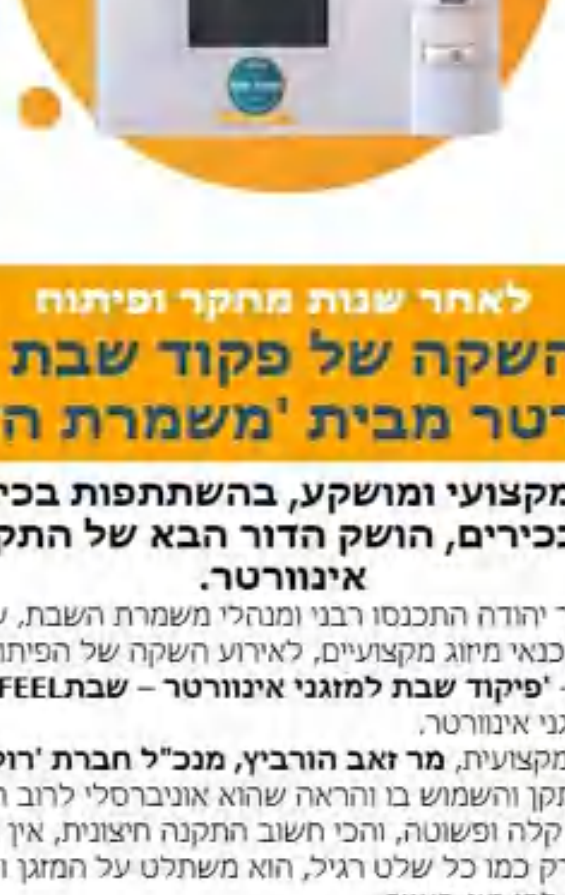 לאחר שנות מחקר ופיתוח
השקה של פקוד שבת
רטר מבית 'משמרת ה
מקצועי ומושקע, בהשתתפות בכי
בכירים, הושק הדור הבא של התק
אינוורטר.
ר יהודה התכנסו רבני ומנהלי משמרת השבת, ע
כנאי מיזוג מקצועיים, לאירוע השקה של הפיתו
- 'פיקוד שבת למזגני אינוורטר – שבתFEEL
גני אינוורטר.
מקצועית, מר זאב הורביץ, מנכ"ל חברת 'רול
תקן והשמוש בו והראה שהוא אוניברסלי לרוב ה
קלה ופשוטה, והכי חשוב התקנה חיצונית, אין
רק כמו כל שלט רגיל, הוא משתלט על המזגן ו